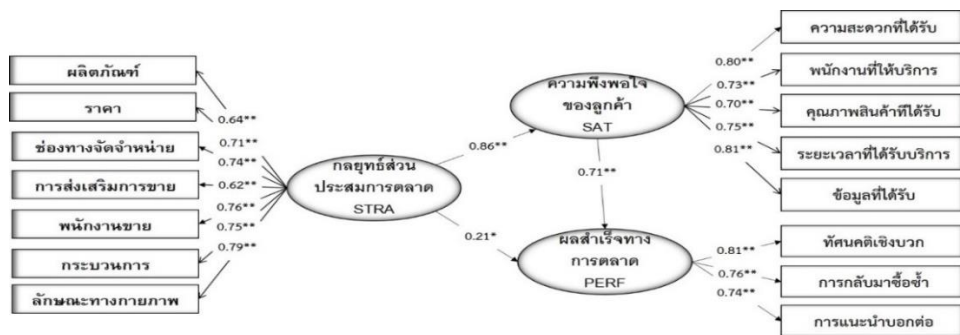 ผลิตภัณฑ์
ราคา
ช่องทางจัดจำหน่าย
การส่งเสริมการขาย
พนักงานขาย
กระบวนการ
ลักษณะทางกายภาพ
0.64**
0.71**
0.74**
0.62**
0.76**
0.75**
0.79**
กลยุทธ์ส่วน
ประสมการตลาด
STRA
0.86**
0.21*
ความพึงพอใจ
ของลูกค้า
SAT
0.71**
ผลสำเร็จทาง
การตลาด
PERF
0.80**
0.73**
0.70**
0.75**
0.81**
ความสะดวกที่ได้รับ
พนักงานที่ให้บริการ
คุณภาพสินค้าที่ได้รับ
ระยะเวลาที่ได้รับบริการ
ข้อมูลที่ได้รับ
0.81**
0.76**
0.74**
ทัศนคติเชิงบวก
การกลับมาซื้อซ้ำ
การแนะนำบอกต่อ